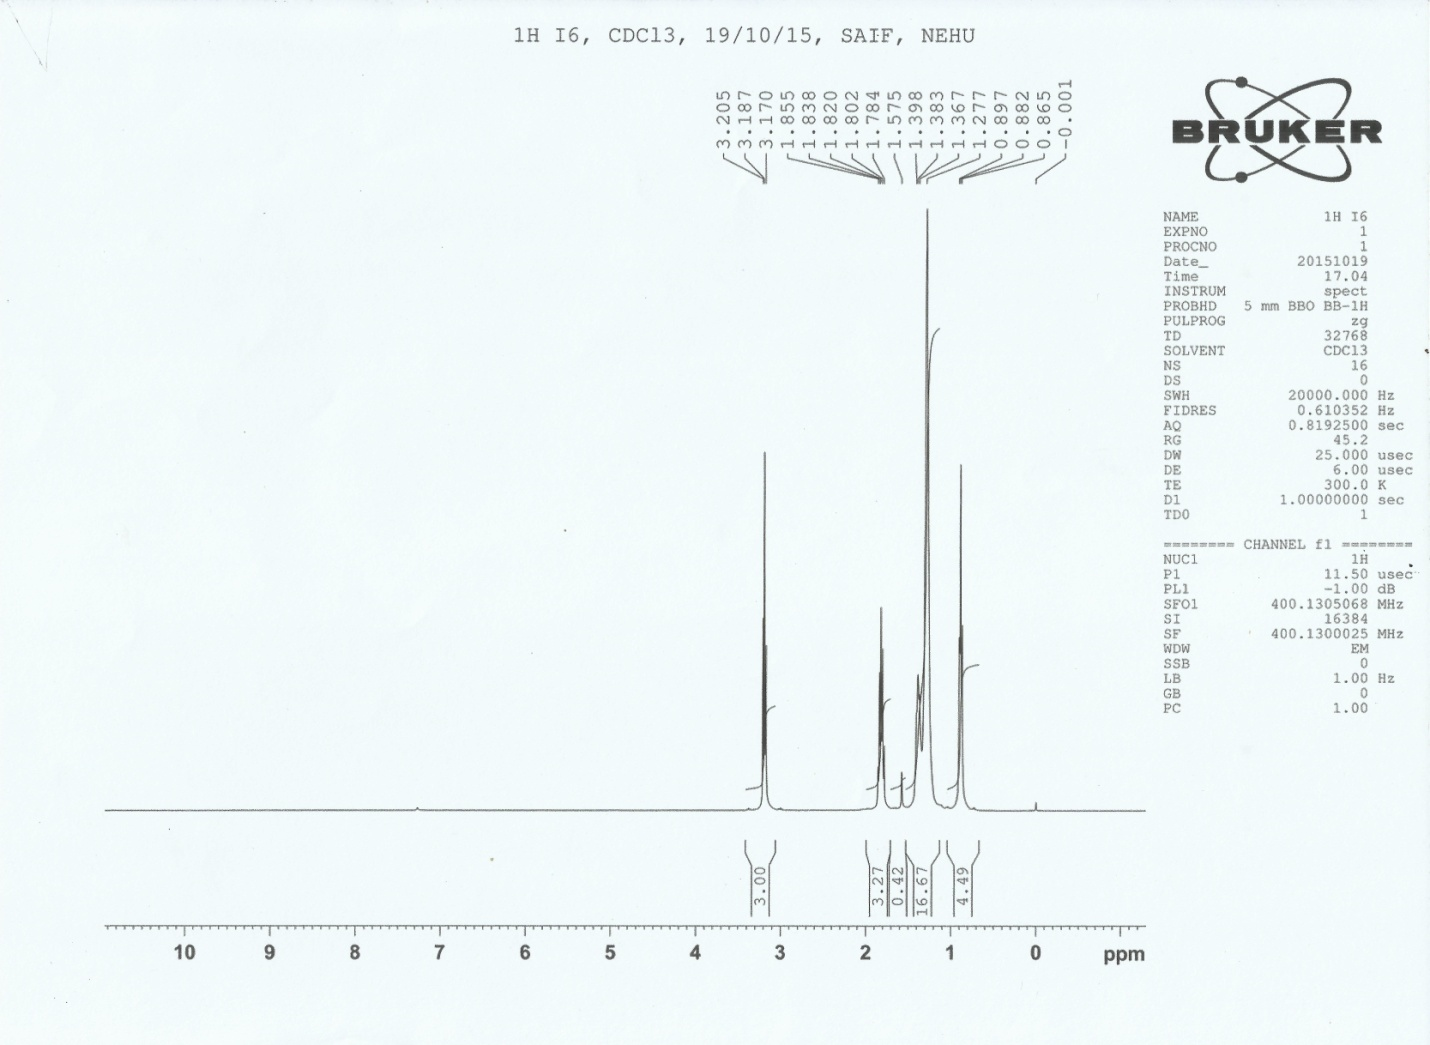 1H I6, CDCl3, 19/10/15, SAIF, NEHU
3.205
3.187
3.170
1.855
1.838
1.820
1.802
1.784
1.575
1.398
1.383
1.367
1.277
0.897
0.882
0.865
-0.001
BRUKER
NAME 1H I6
EXPNO 1
PROCNO 1
Date_ 20151019
Time 17.04
INSTRUM spect
PROBHD 5 mm BBO BB-1H
PULPROG zg
TD 32768
SOLVENT CDCl3
NS 16
DS 0
SWH 20000.000 Hz
FIDRES 0.610352 Hz
AQ 0.8192500 sec
RG 45.2
DW 25.000 usec
DE 6.00 usec
TE 300.0 K
D1 1.00000000 sec
TD0 1
======== CHANNEL f1 ========
NUC1 1H
P1 11.50 usec
PL1 -1.00 dB
SFO1 400.1305068 MHz
SI 16384
SF 400.1300025 MHz
WDW EM
SSB 0
LB 1.00 Hz
GB 0
PC 1.00
3.00
3.27
0.42
16.67
4.49
10 9 8 7 6 5 4 3 2 1 0 ppm